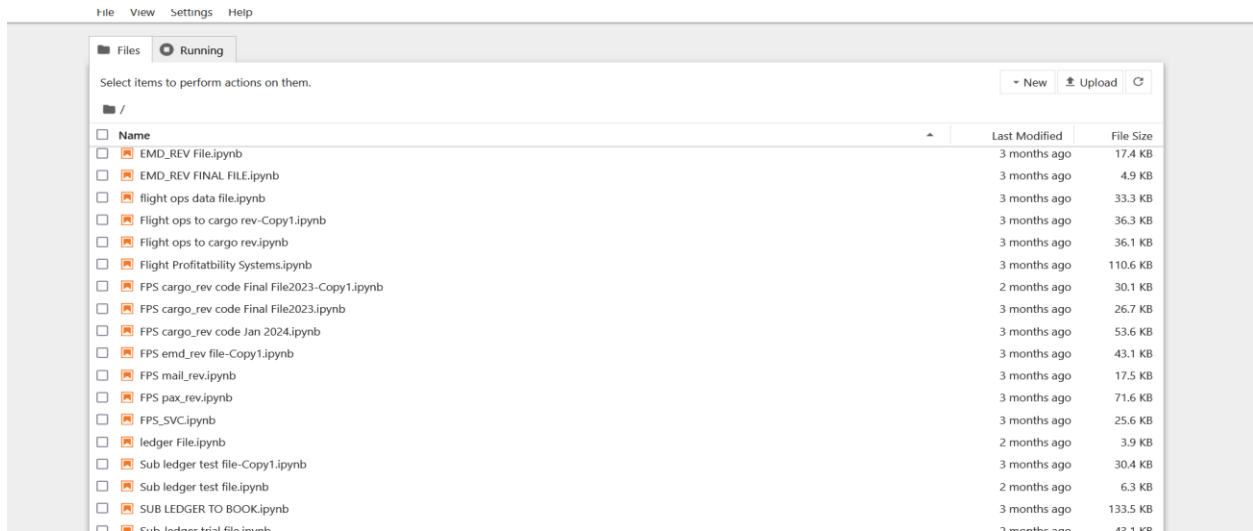 File View Settings Help
Files Running
Select items to perform actions on them.
New Upload
/
Name Last Modified File Size
EMD_REV File.ipynb 3 months ago 17.4 KB
EMD_REV FINAL FILE.ipynb 3 months ago 4.9 KB
flight ops data file.ipynb 3 months ago 33.3 KB
Flight ops to cargo rev-Copy1.ipynb 3 months ago 36.3 KB
Flight ops to cargo rev.ipynb 3 months ago 36.1 KB
Flight Profitatbility Systems.ipynb 3 months ago 110.6 KB
FPS cargo_rev code Final File2023-Copy1.ipynb 2 months ago 30.1 KB
FPS cargo_rev code Final File2023.ipynb 3 months ago 26.7 KB
FPS cargo_rev code Jan 2024.ipynb 3 months ago 53.6 KB
FPS emd_rev file-Copy1.ipynb 3 months ago 43.1 KB
FPS mail_rev.ipynb 3 months ago 17.5 KB
FPS pax_rev.ipynb 3 months ago 71.6 KB
FPS_SVC.ipynb 3 months ago 25.6 KB
ledger File.ipynb 2 months ago 3.9 KB
Sub ledger test file-Copy1.ipynb 3 months ago 30.4 KB
Sub ledger test file.ipynb 2 months ago 6.3 KB
SUB LEDGER TO BOOK.ipynb 3 months ago 133.5 KB
Sub-ledger trial file.ipynb months ago 43.1 KB